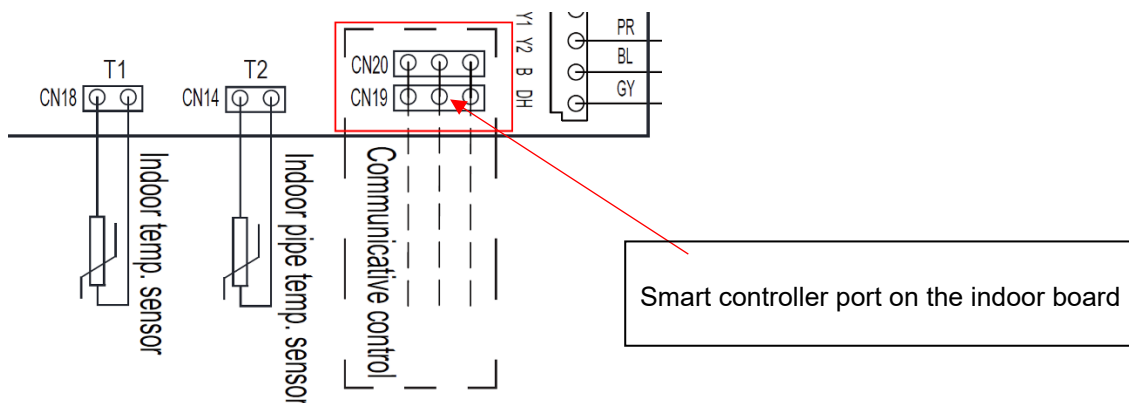 T1
CN18
Indoor temp. sensor
T2
CN14
Indoor pipe temp. sensor
CN20
CN19
Communicative control
Y1
Y2
B
DH
PR
BL
GY
Smart controller port on the indoor board